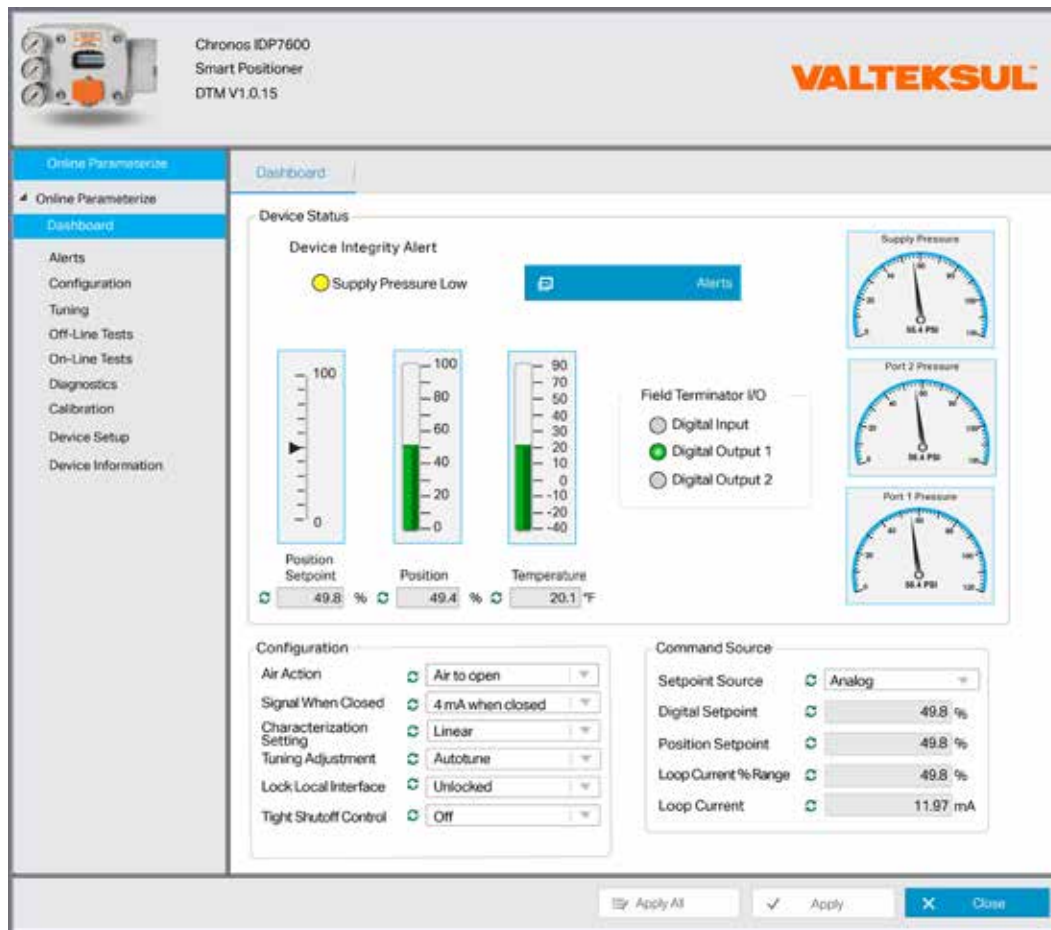 Chronos IDP7600
Smart Positioner
DTM V1.0.15
VALTEKSUL
Online Parameterize
Online Parameterize
Dashboard
Alerts
Configuration
Tuning
Off-Line Tests
On-Line Tests
Diagnostics
Calibration
Device Setup
Device Information
Dashboard
Device Status
Device Integrity Alert
Supply Pressure Low
Alerts
100
0
Position
Setpoint
49.8 %
100
80
60
40
20
0
Position
49.4 %
90
70
50
40
30
20
10
0
-10
-20
-40
Temperature
20.1 °F
Field Terminator I/O
Digital Input
Digital Output 1
Digital Output 2
Supply Pressure
Port 2 Pressure
Port 1 Pressure
Configuration
Air Action Air to open
Signal When Closed 4 mA when closed
Characterization
Setting Linear
Tuning Adjustment Autotune
Lock Local Interface Unlocked
Tight Shutoff Control Off
Command Source
Setpoint Source Analog
Digital Setpoint 49.8 %
Position Setpoint 49.8 %
Loop Current % Range 49.8 %
Loop Current 11.97 mA
Apply All
Apply
Close